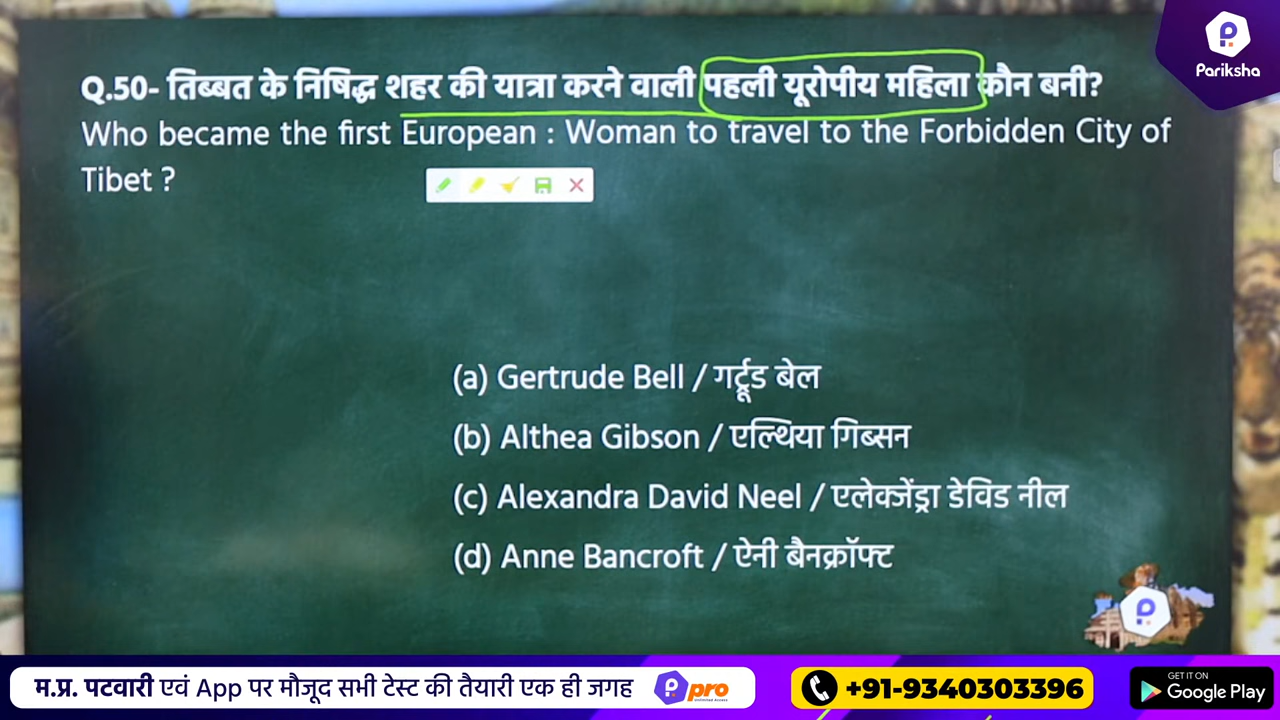 Pariksha
Q.50- तिब्बत के निषिद्ध शहर की यात्रा करने वाली पहली यूरोपीय महिला कौन बनी?
Who became the first European : Woman to travel to the Forbidden City of
Tibet ?
(a) Gertrude Bell / गर्ट्रूड बेल
(b) Althea Gibson / एल्थिया गिब्सन
(c) Alexandra David Neel / एलेक्जेंड्रा डेविड नील
(d) Anne Bancroft / ऐनी बैनक्रॉफ्ट
म.प्र. पटवारी एवं App पर मौजूद सभी टेस्ट की तैयारी एक ही जगह
pro
+91-9340303396
GET IT ON
Google Play